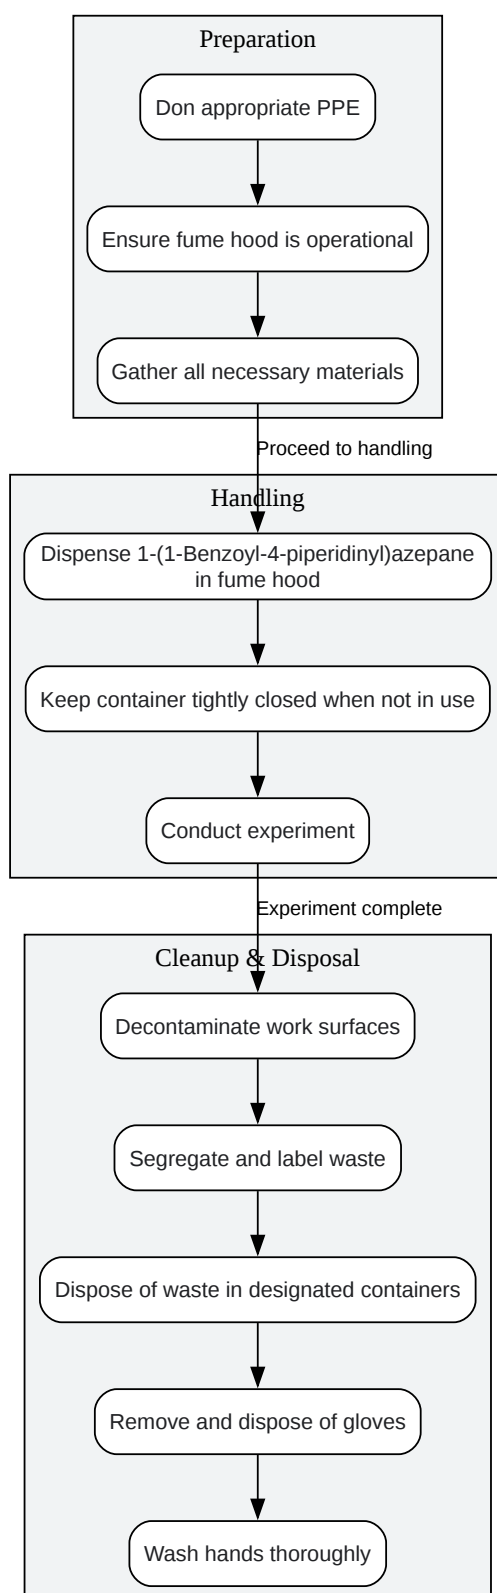 Preparation
Don appropriate PPE
Ensure fume hood is operational
Gather all necessary materials
Proceed to handling
Handling
Dispense 1-(1-Benzoyl-4-piperidinyl)azepane
in fume hood
Keep container tightly closed when not in use
Conduct experiment
Experiment complete
Cleanup & Disposal
Decontaminate work surfaces
Segregate and label waste
Dispose of waste in designated containers
Remove and dispose of gloves
Wash hands thoroughly